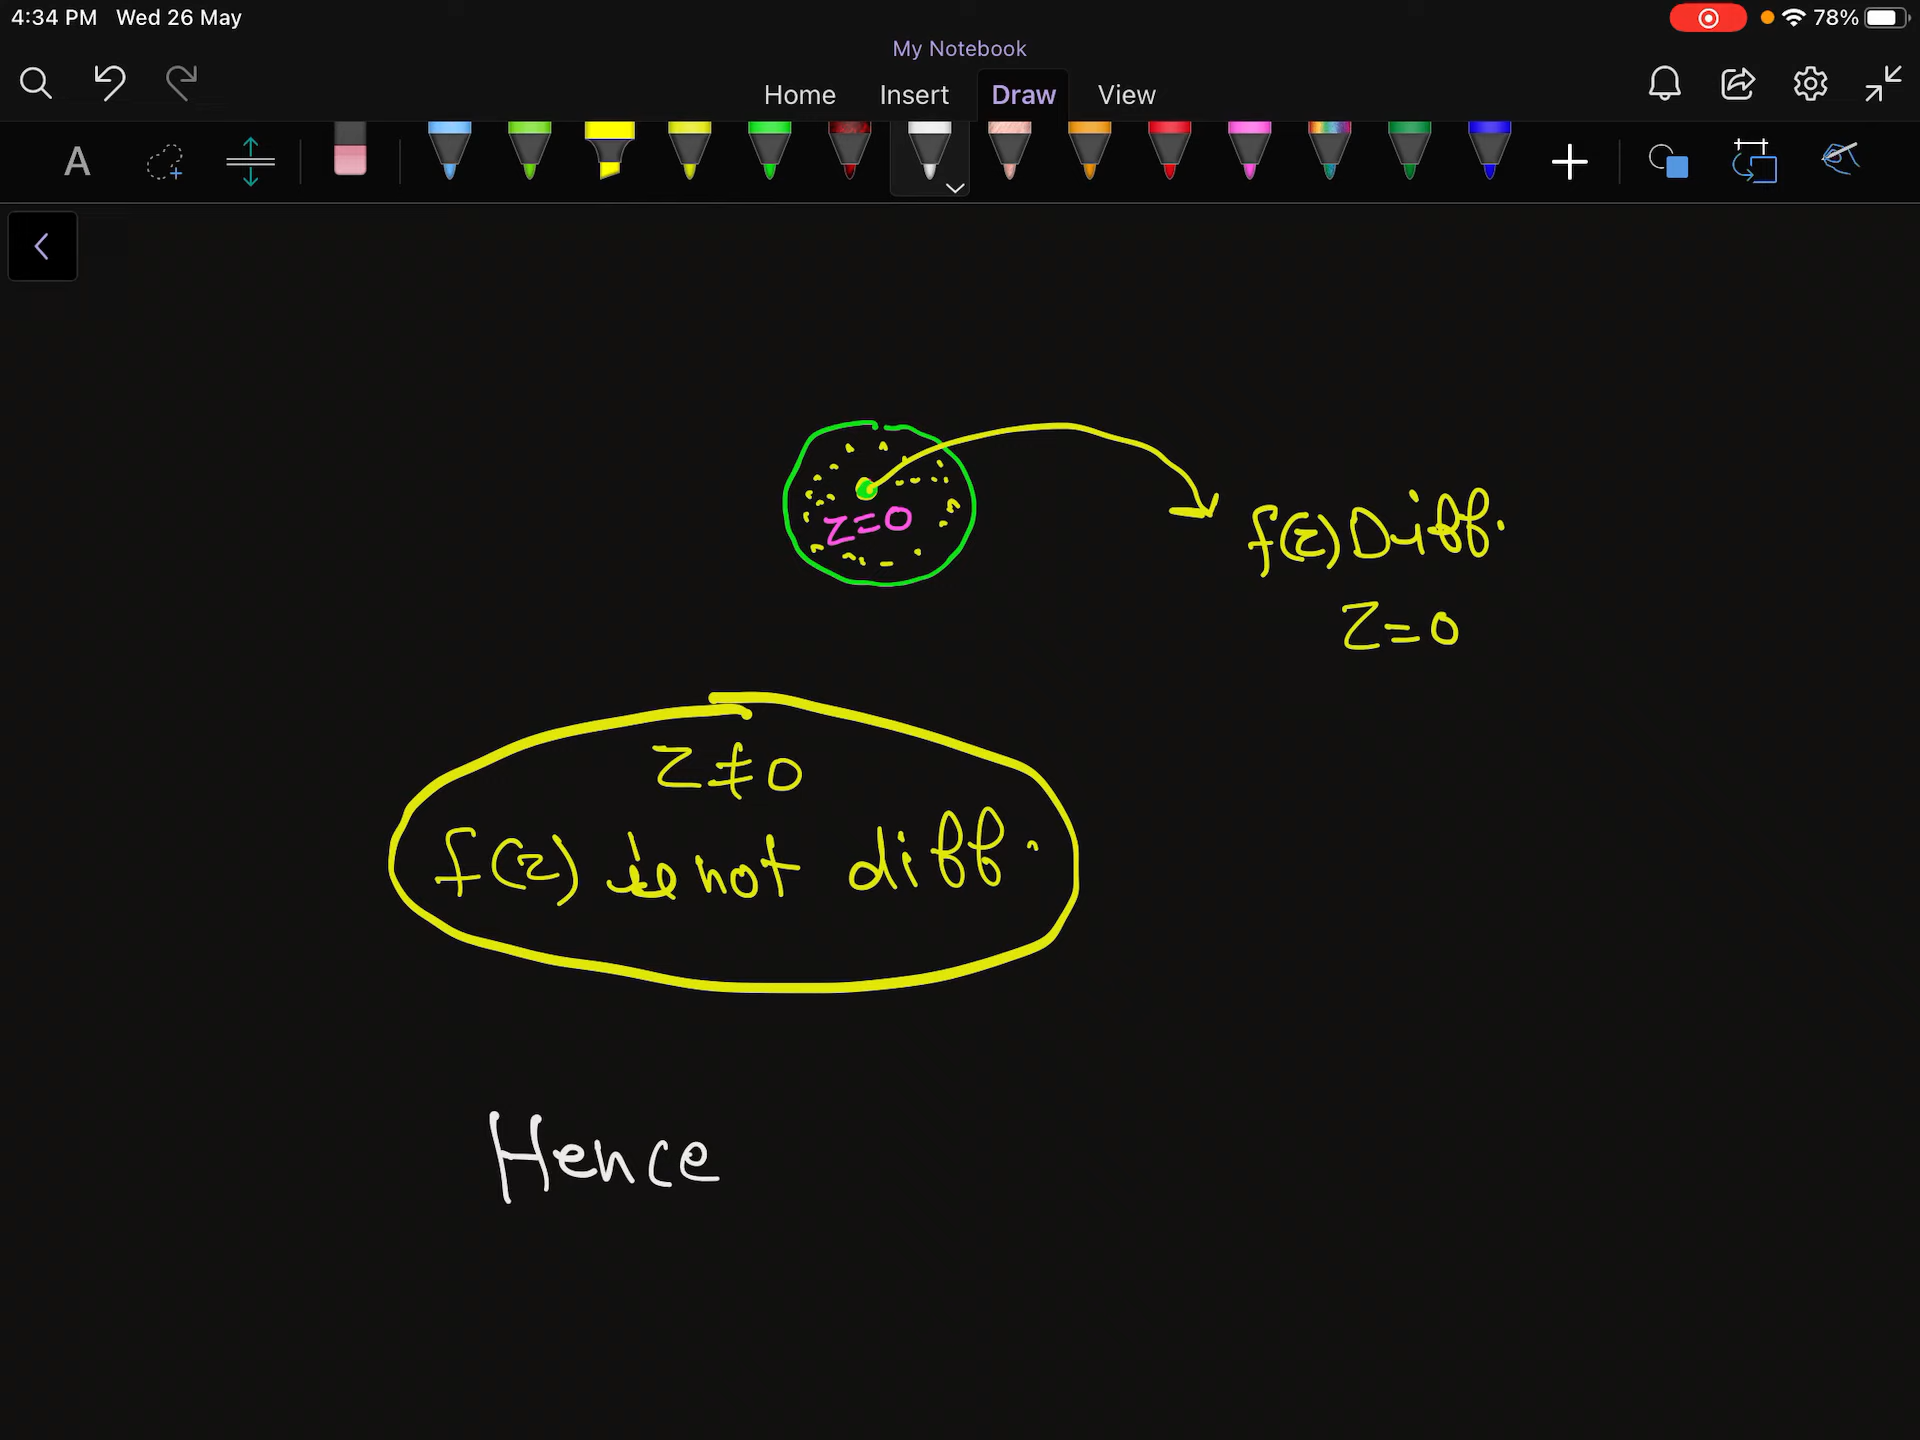 4:34 PM Wed 26 May
78%
My Notebook
Home Insert Draw View
A
z=0
f(z) Diff.
Z=0
Z≠0
f(z) is not diff.
Hence